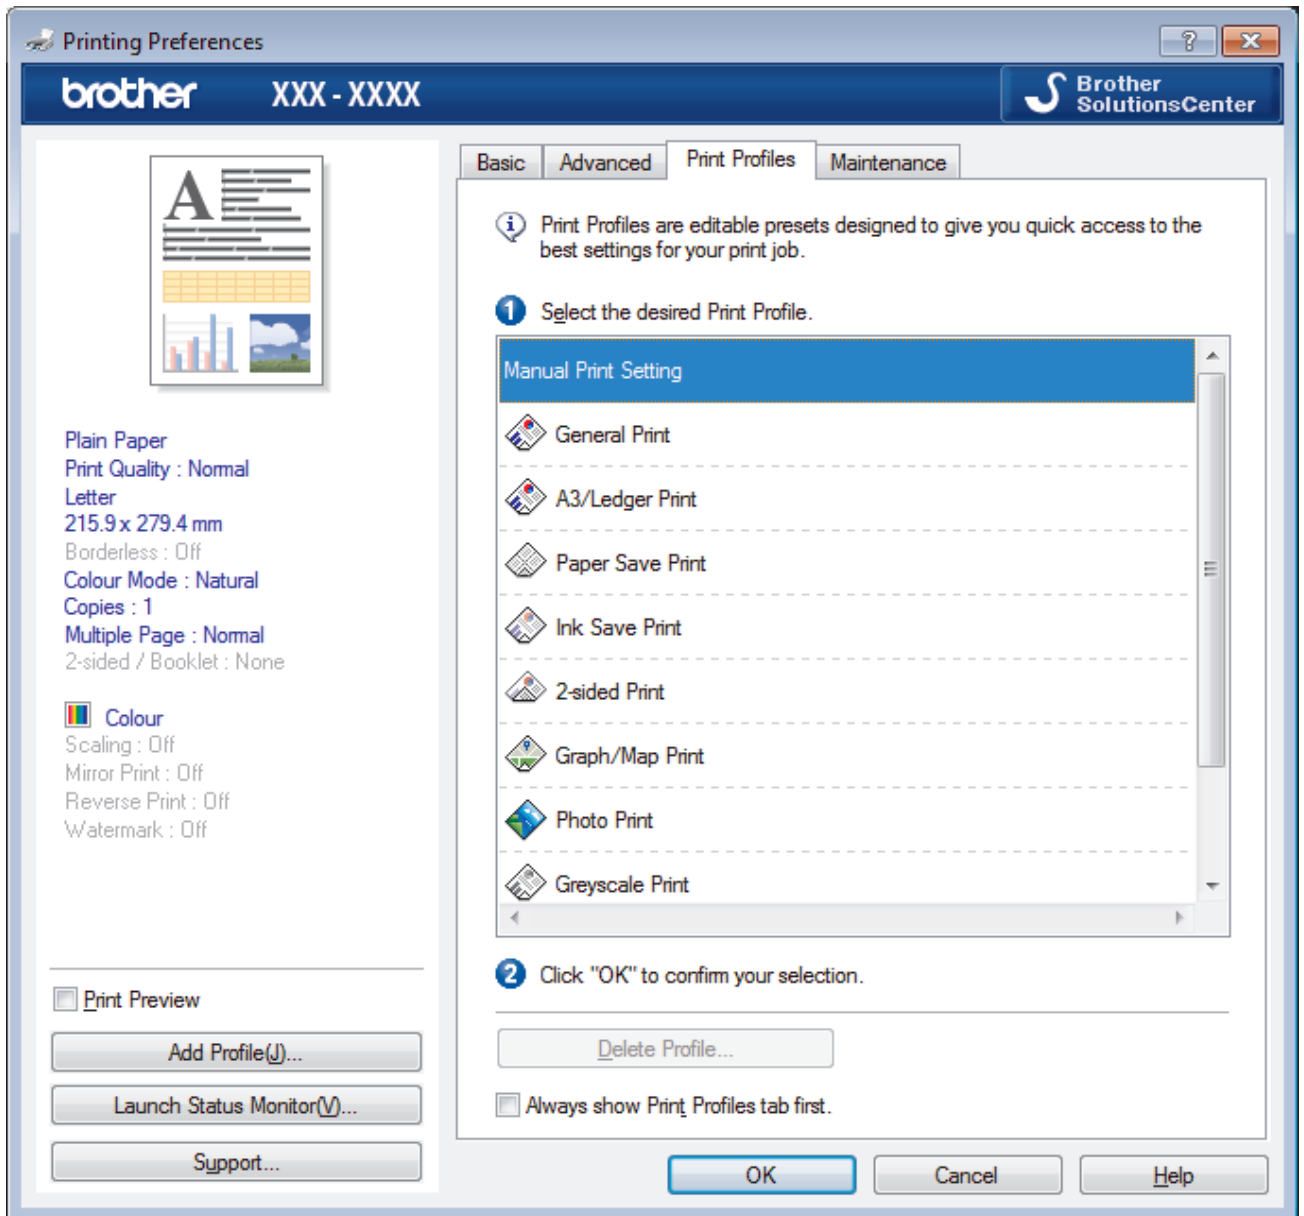 Printing Preferences
brother XXX - XXXX
Brother
SolutionsCenter
A
Plain Paper
Print Quality : Normal
Letter
215.9 x 279.4 mm
Borderless : Off
Colour Mode : Natural
Copies : 1
Multiple Page : Normal
2-sided / Booklet : None
Colour
Scaling : Off
Mirror Print : Off
Reverse Print : Off
Watermark : Off
Print Preview
Add Profile(J)...
Launch Status Monitor(V)...
Support...
Basic Advanced Print Profiles Maintenance
Print Profiles are editable presets designed to give you quick access to the
best settings for your print job.
1 Select the desired Print Profile.
Manual Print Setting
General Print
A3/Ledger Print
Paper Save Print
Ink Save Print
2-sided Print
Graph/Map Print
Photo Print
Greyscale Print
2 Click "OK" to confirm your selection.
Delete Profile...
Always show Print Profiles tab first.
OK Cancel Help